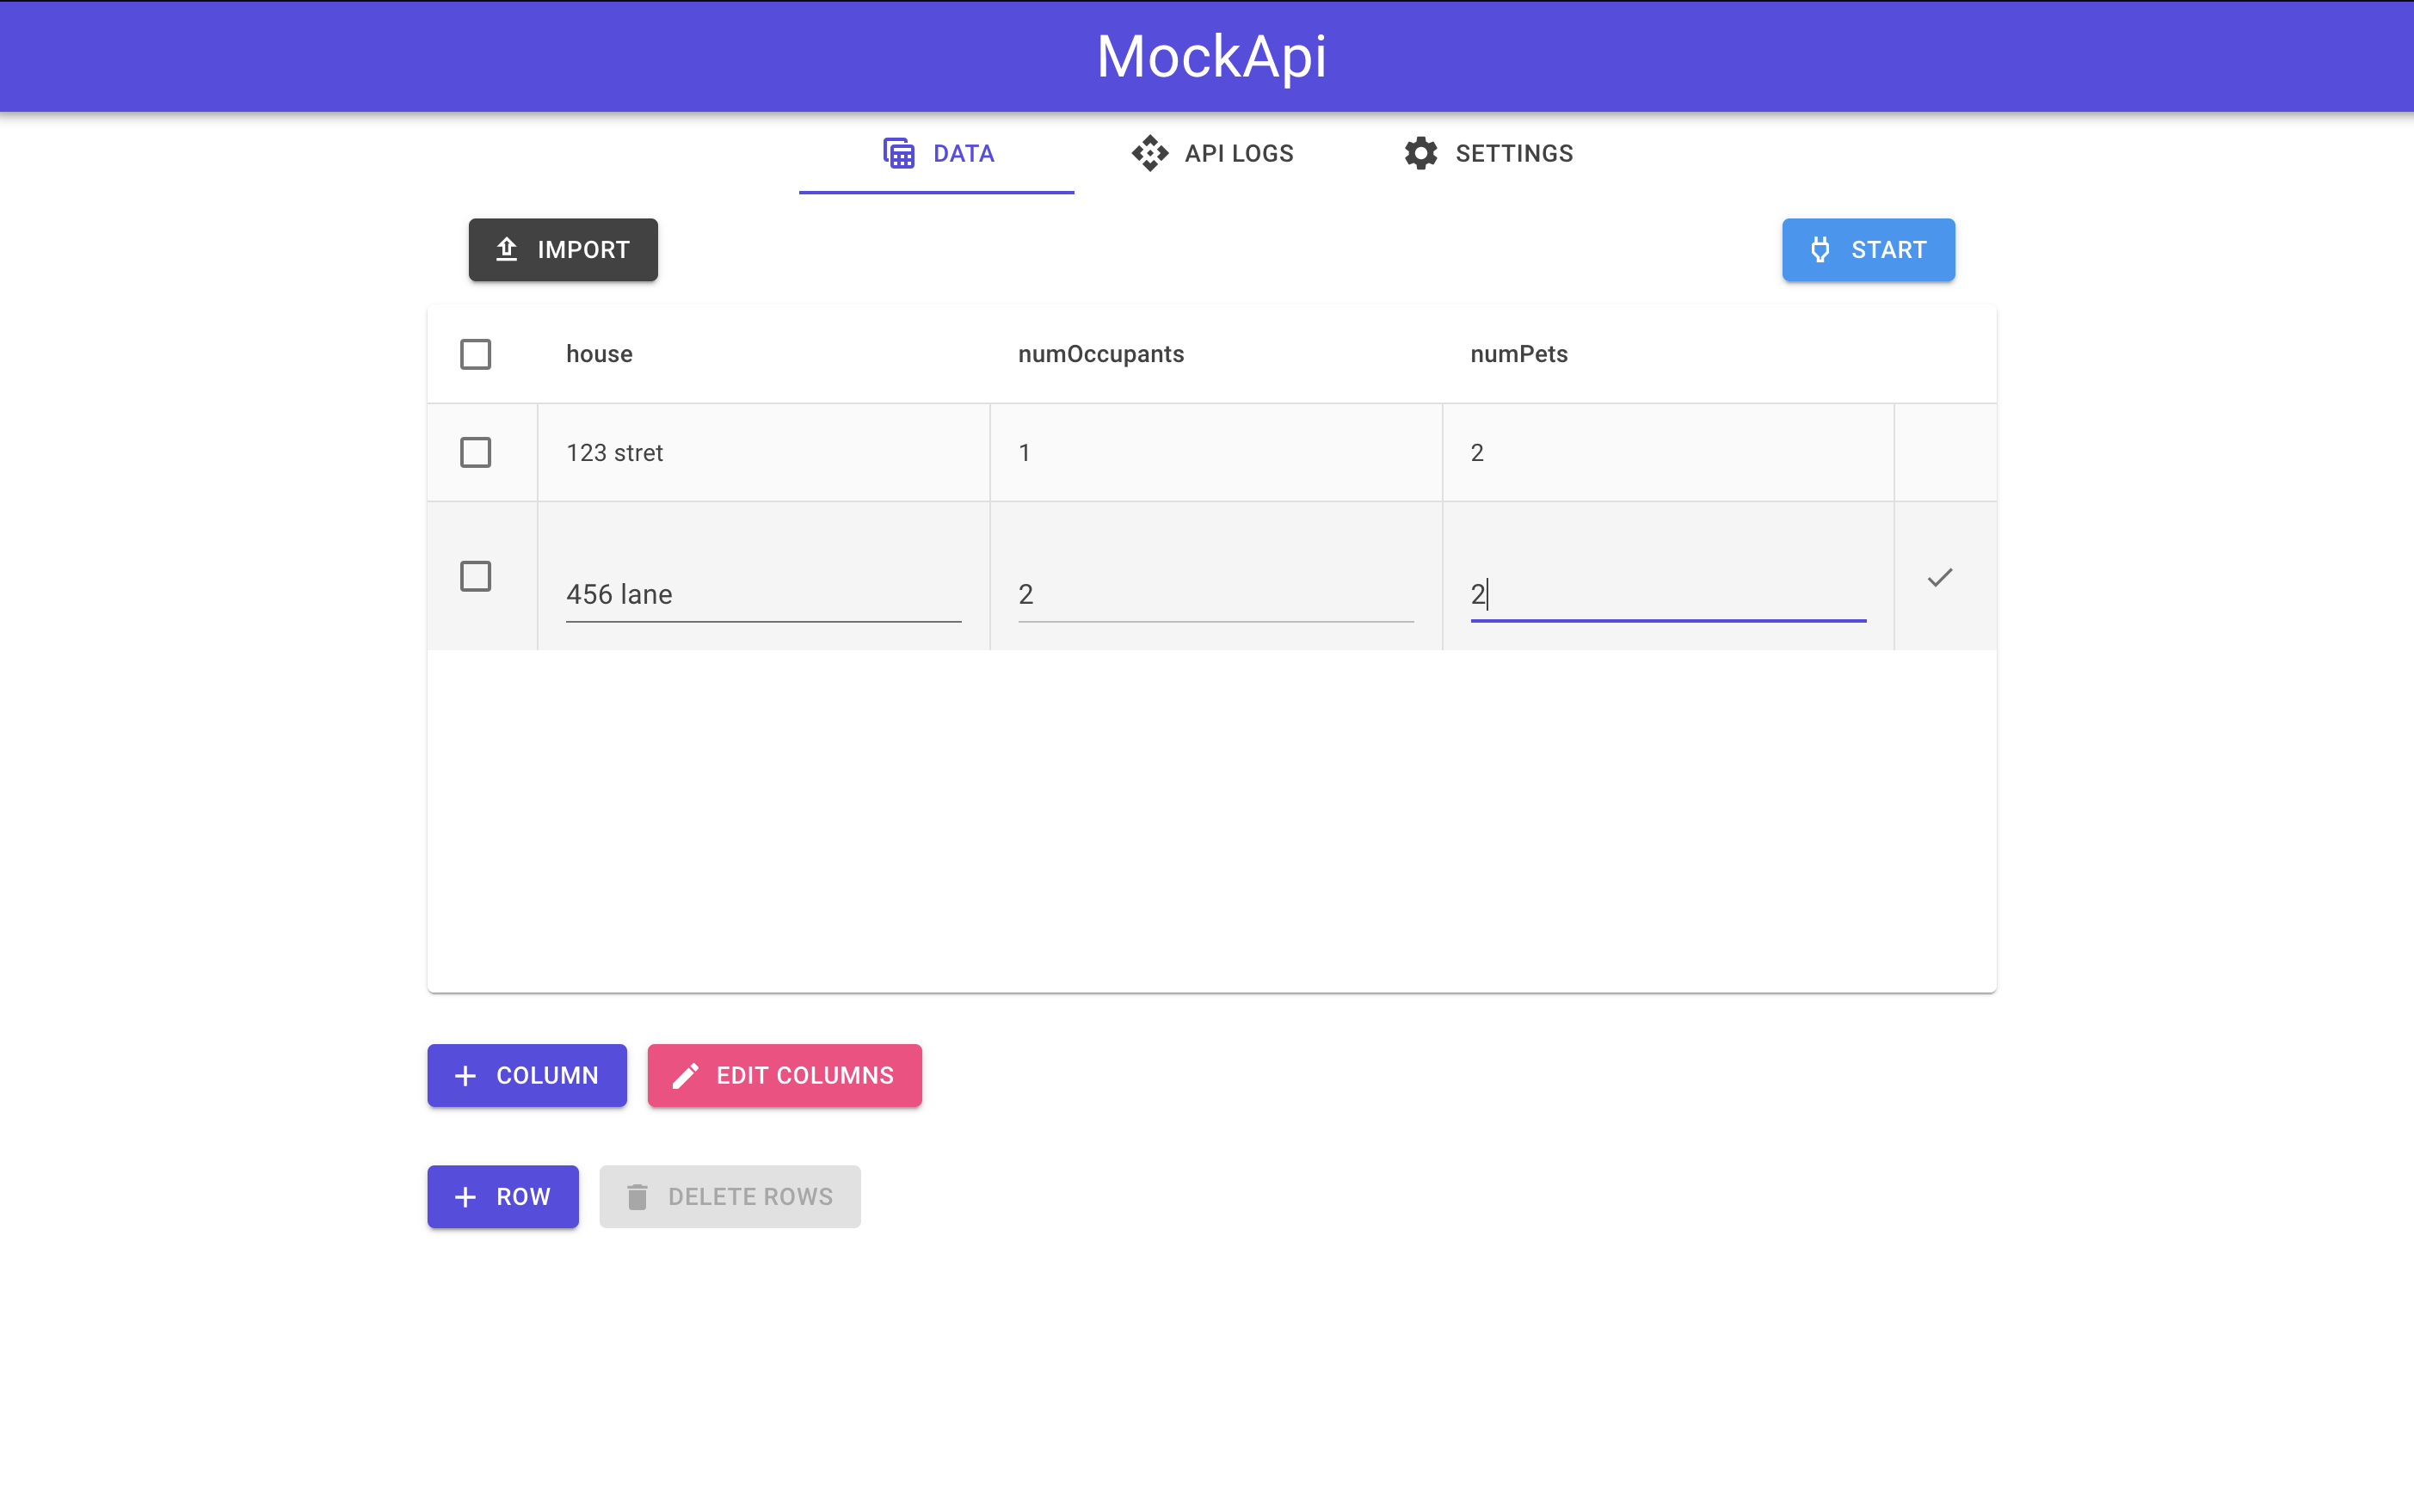 MockApi
DATA API LOGS SETTINGS
IMPORT START
house numOccupants numPets
123 stret 1 2
456 lane 2 2
COLUMN EDIT COLUMNS
ROW DELETE ROWS